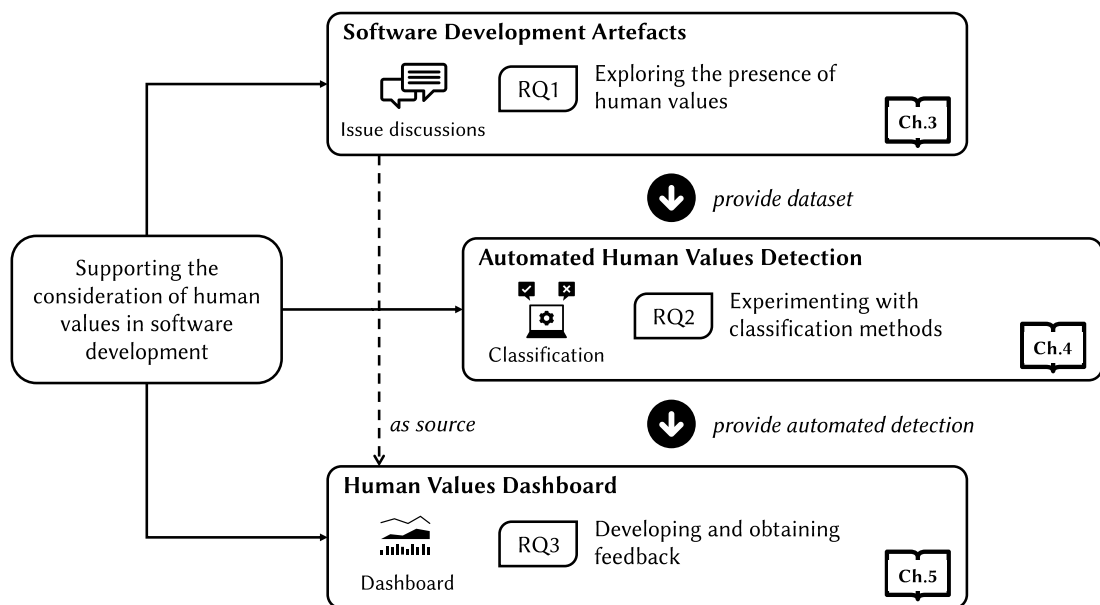 Software Development Artefacts
Issue discussions
RQ1
Exploring the presence of
human values
Ch.3
provide dataset
Supporting the
consideration of human
values in software
development
Automated Human Values Detection
Classification
RQ2
Experimenting with
classification methods
Ch.4
as source
provide automated detection
Human Values Dashboard
Dashboard
RQ3
Developing and obtaining
feedback
Ch.5